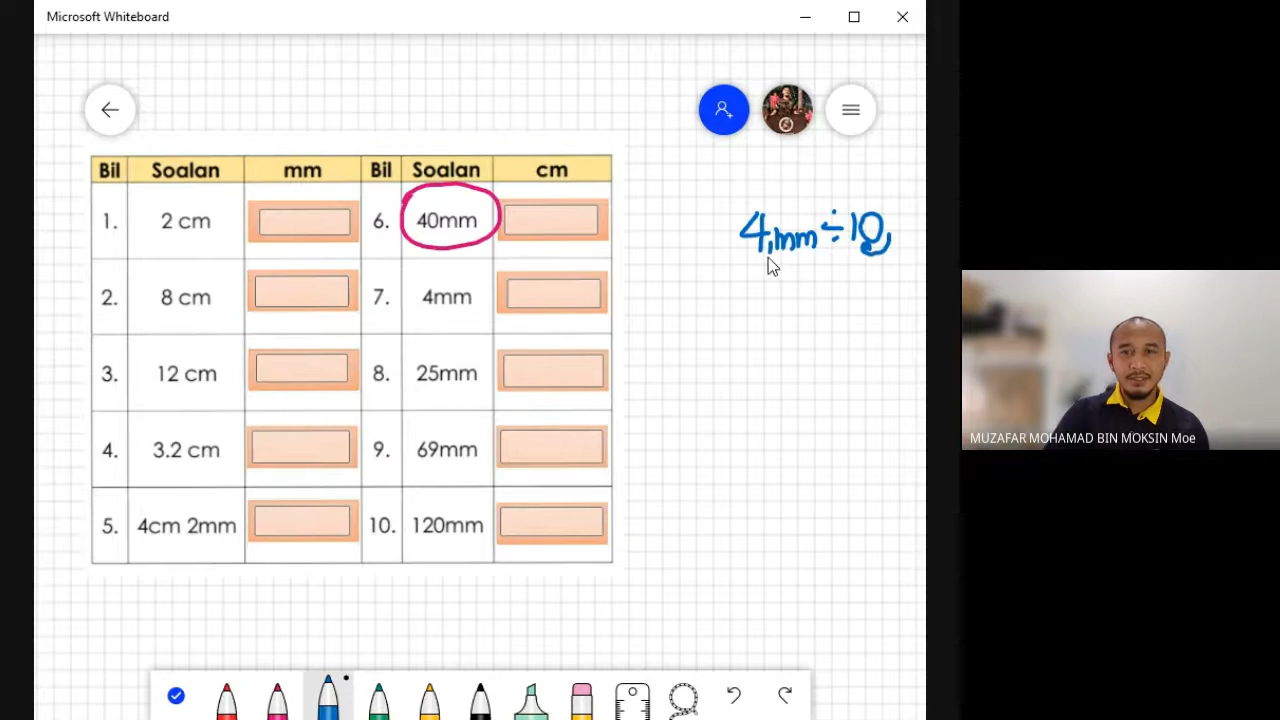 Microsoft Whiteboard
Bil Soalan mm Bil Soalan cm
1. 2 cm 6. 40mm
4,mm÷10,
2. 8 cm 7. 4mm
3. 12 cm 8. 25mm
4. 3.2 cm 9. 69mm
5. 4cm 2mm 10. 120mm
MUZAFAR MOHAMAD BIN MOKSIN Moe